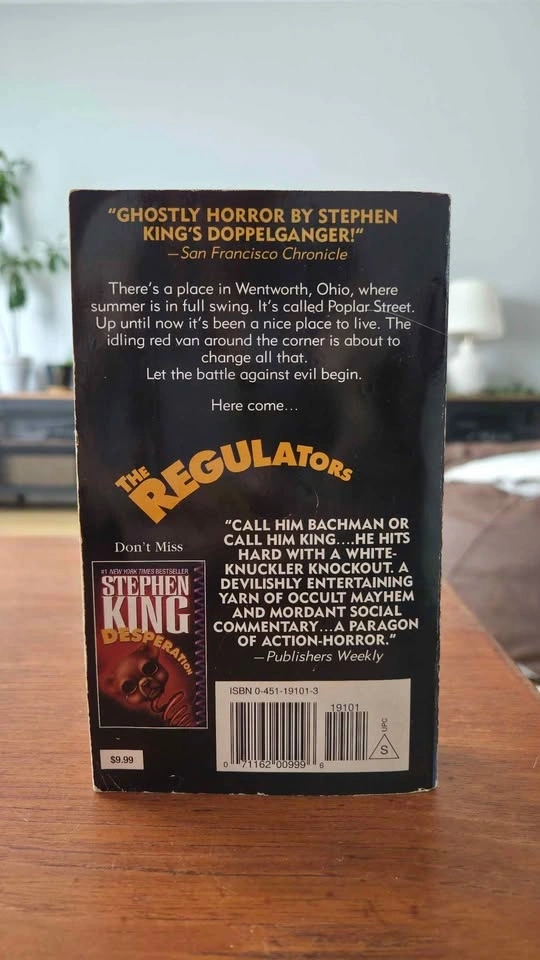 “GHOSTLY HORROR BY STEPHEN
KING'S DOPPELGANGER!“
—San Francisco Chronicle
There's a place in Wentworth, Ohio, where
summer is in full swing. It's called Poplar Street.
Up until now it's been a nice place to live. The
idling red van around the corner is about to
change all that.
Let the battle against evil begin.
Here come...
THE REGULATORS
Don't Miss
#1 NEW YORK TIMES BESTSELLER
STEPHEN
KING
DESPERATION
“CALL HIM BACHMAN OR
CALL HIM KING....HE HITS
HARD WITH A WHITE-
KNUCKLER KNOCKOUT. A
DEVILISHLY ENTERTAINING
YARN OF OCCULT MAYHEM
AND MORDANT SOCIAL
COMMENTARY...A PARAGON
OF ACTION-HORROR.”
—Publishers Weekly
ISBN 0-451-19101-3
19101
UPC
S
0 71162 00999 6
$9.99